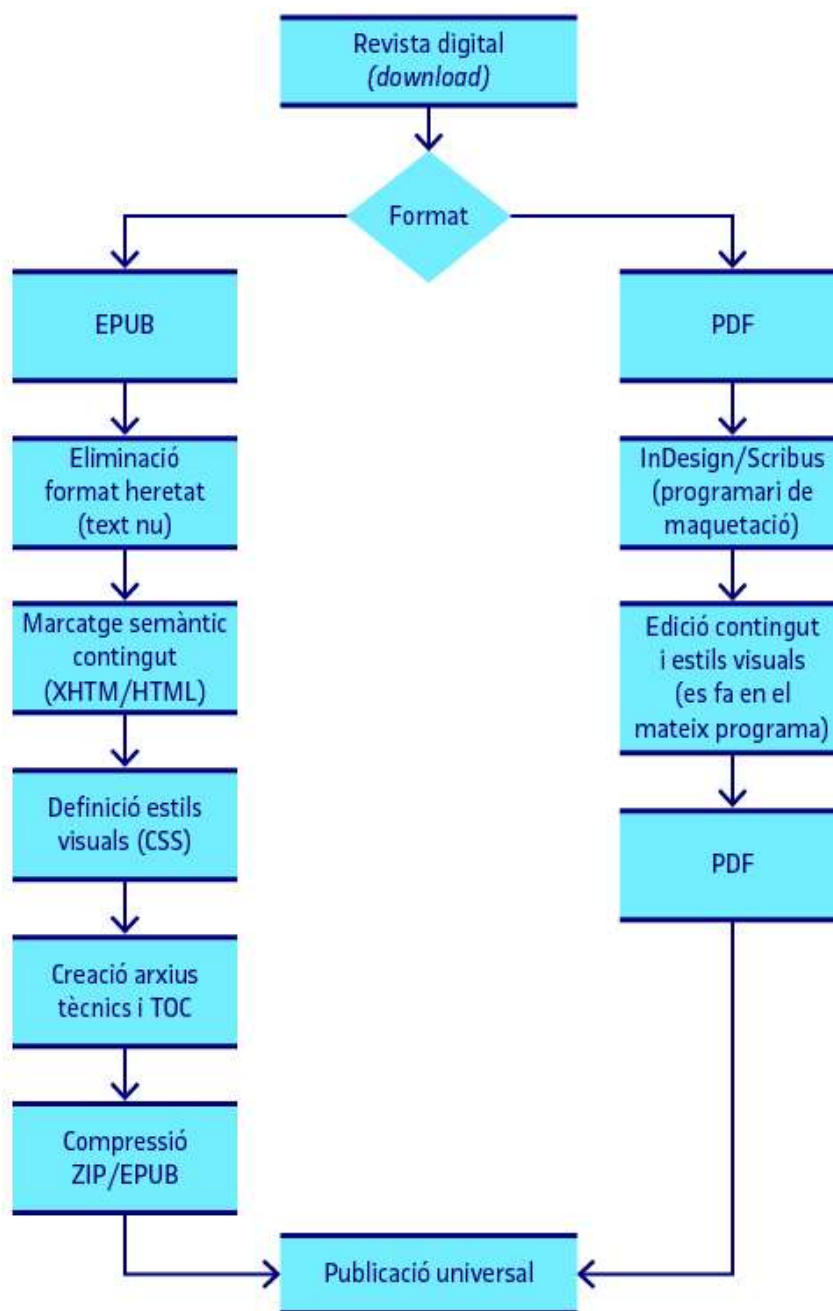 Revista digital
(download)
Format
EPUB
PDF
Eliminació
format heretat
(text nu)
InDesign/Scribus
(programari de
maquetació)
Marcatge semàntic
contingut
(XHTM/HTML)
Edició contingut
i estils visuals
(es fa en el
mateix programa)
Definició estils
visuals (CSS)
PDF
Creació arxius
tècnics i TOC
Compressió
ZIP/EPUB
Publicació universal